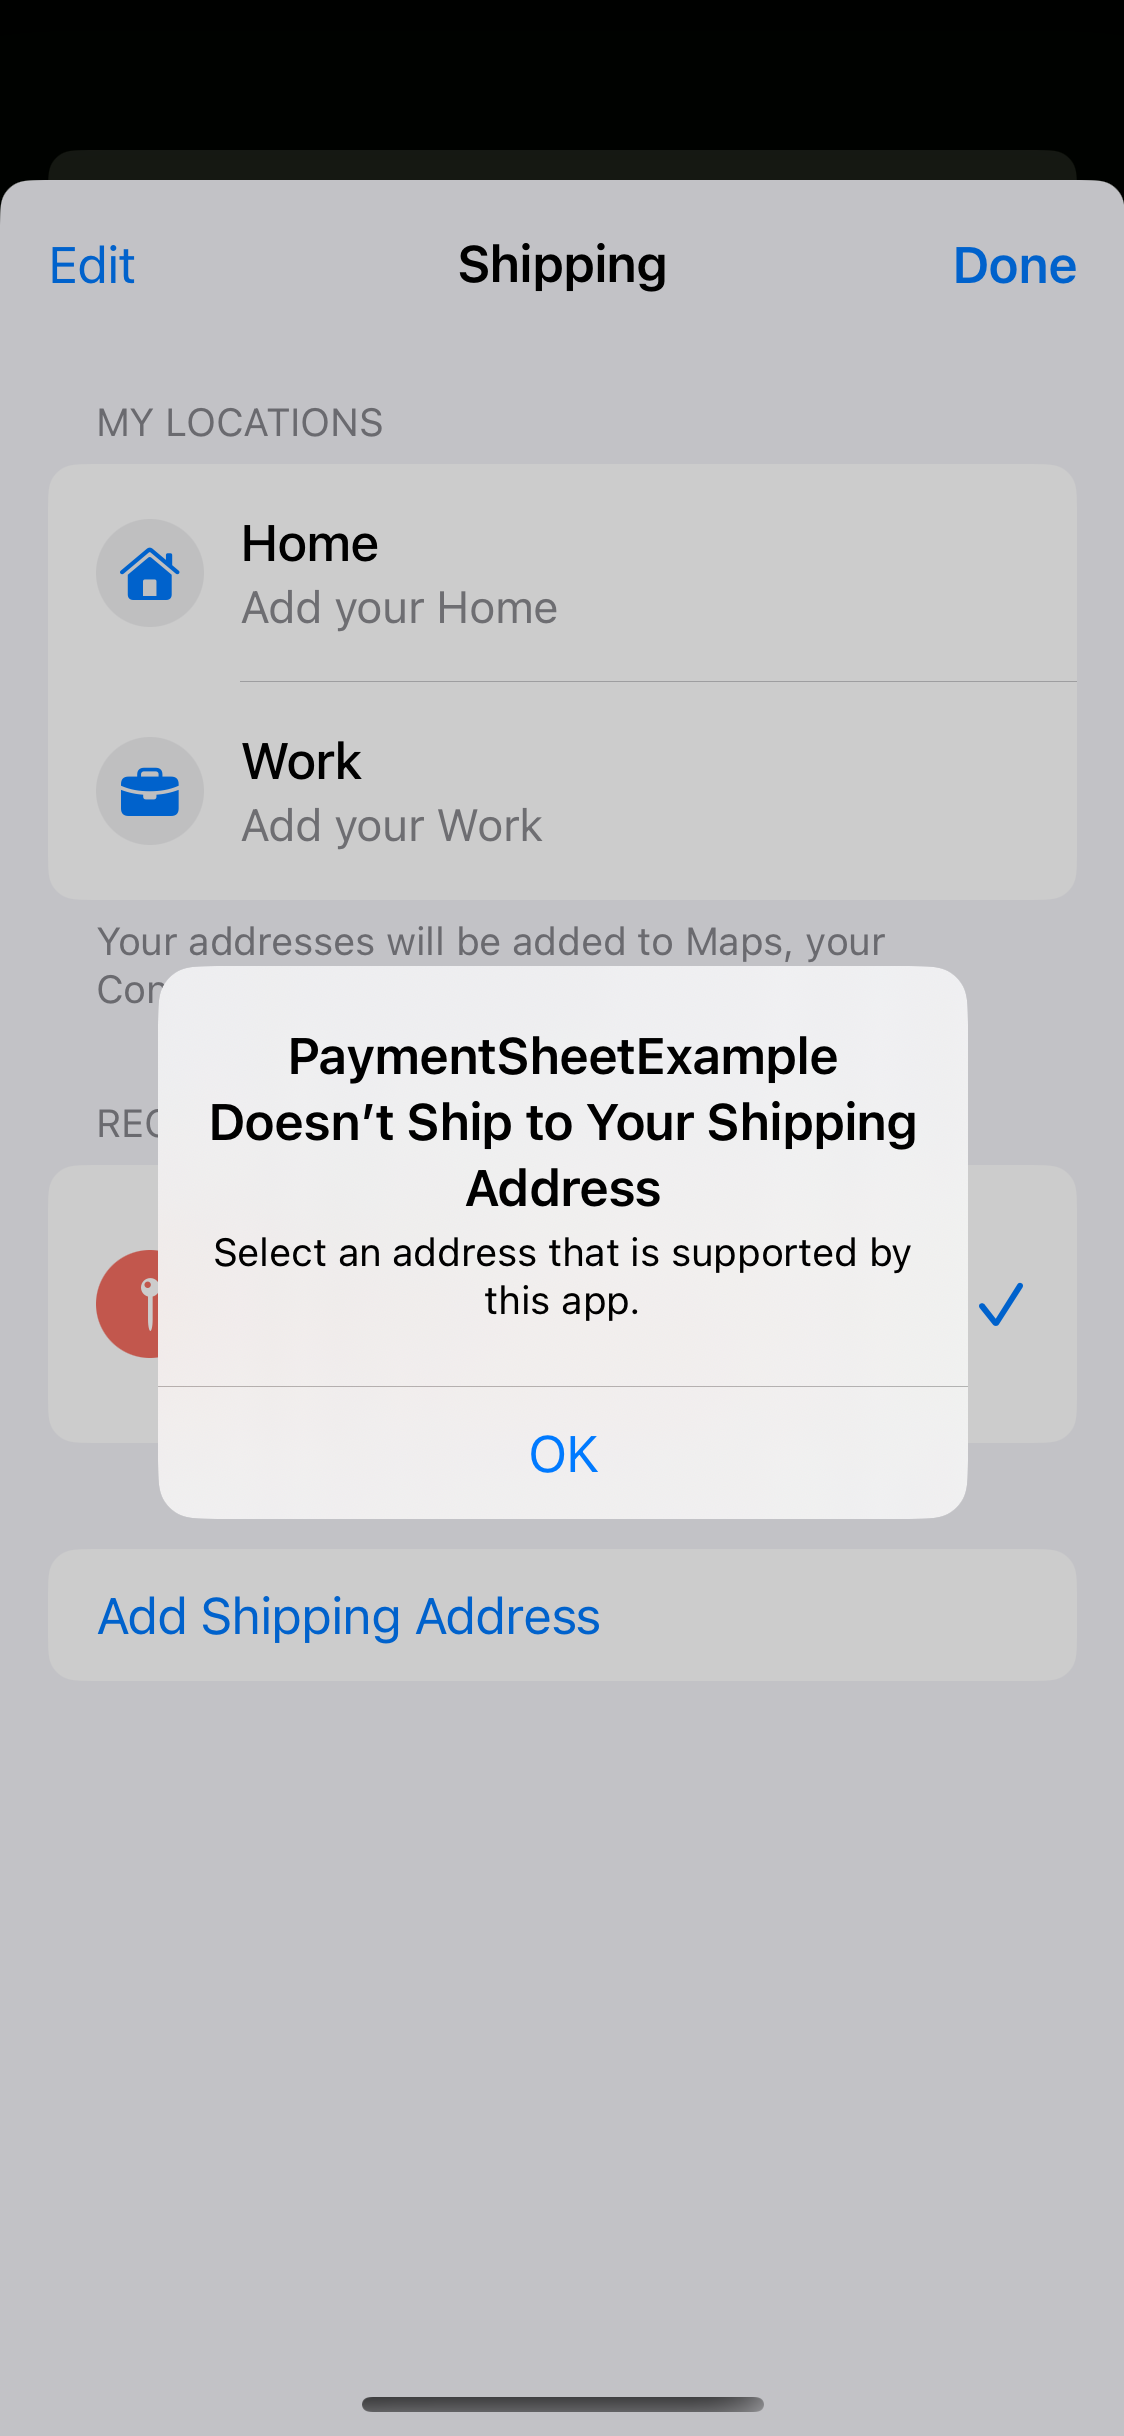 Edit
Shipping
Done
MY LOCATIONS
Home
Add your Home
Work
Add your Work
Your addresses will be added to Maps, your
PaymentSheetExample
Doesn’t Ship to Your Shipping
Address
Select an address that is supported by
this app.
OK
Add Shipping Address